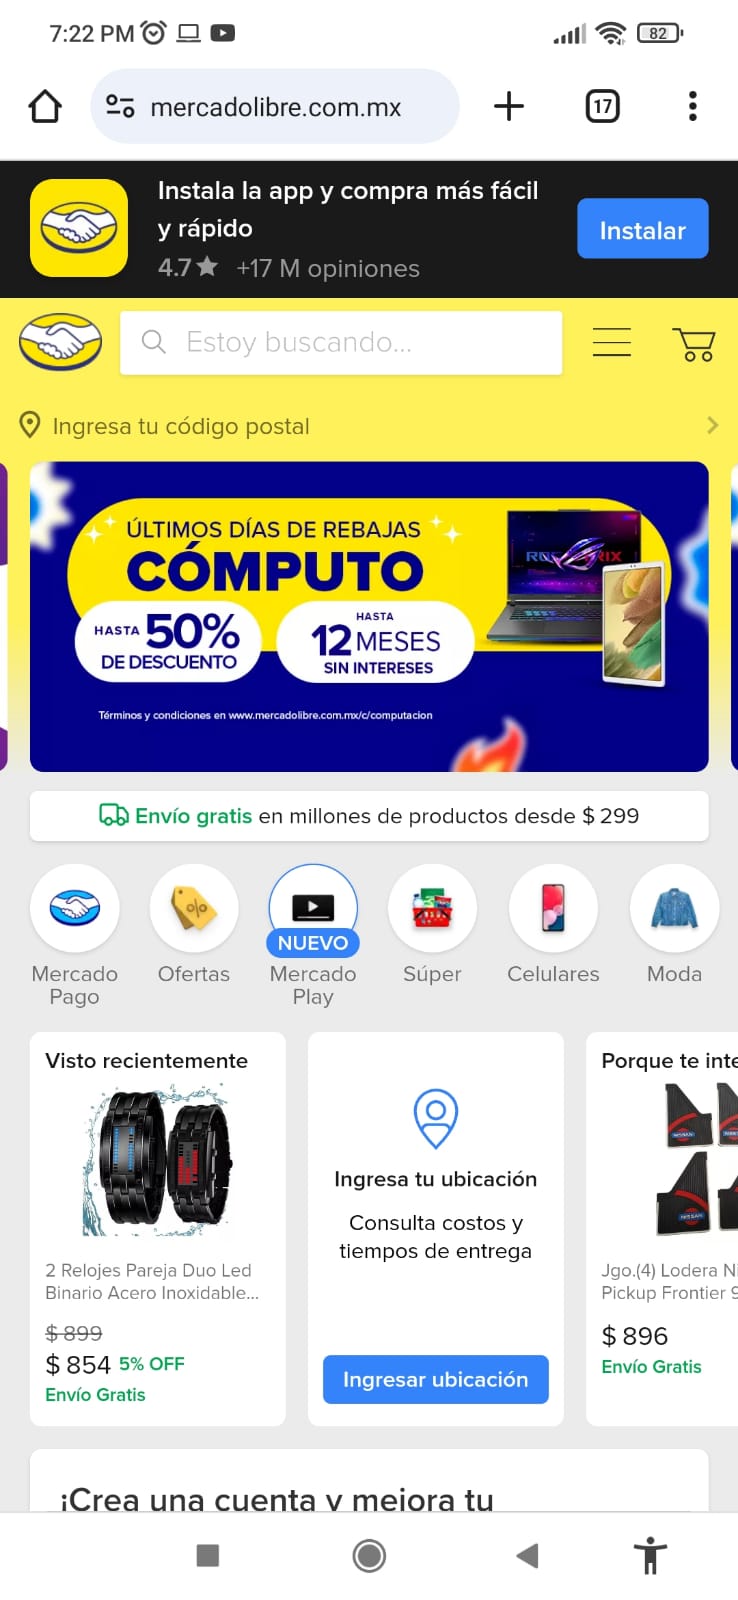 7:22 PM
82
mercadolibre.com.mx
17
Instala la app y compra más fácil
y rápido
4.7 +17 M opiniones
Instalar
Estoy buscando...
Ingresa tu código postal
ÚLTIMOS DÍAS DE REBAJAS
CÓMPUTO
HASTA 50%
DE DESCUENTO
HASTA
12 MESES
SIN INTERESES
Términos y condiciones en www.mercadolibre.com.mx/c/computacion
Envío gratis en millones de productos desde $ 299
NUEVO
Mercado
Pago
Ofertas
Mercado
Play
Súper
Celulares
Moda
Visto recientemente
2 Relojes Pareja Duo Led
Binario Acero Inoxidable...
$ 899
$ 854 5% OFF
Envío Gratis
Ingresa tu ubicación
Consulta costos y
tiempos de entrega
Ingresar ubicación
Porque te inte
NISSAN
NISSAN
Jgo.(4) Lodera Ni
Pickup Frontier 9
$ 896
Envío Gratis
¡Crea una cuenta y mejora tu